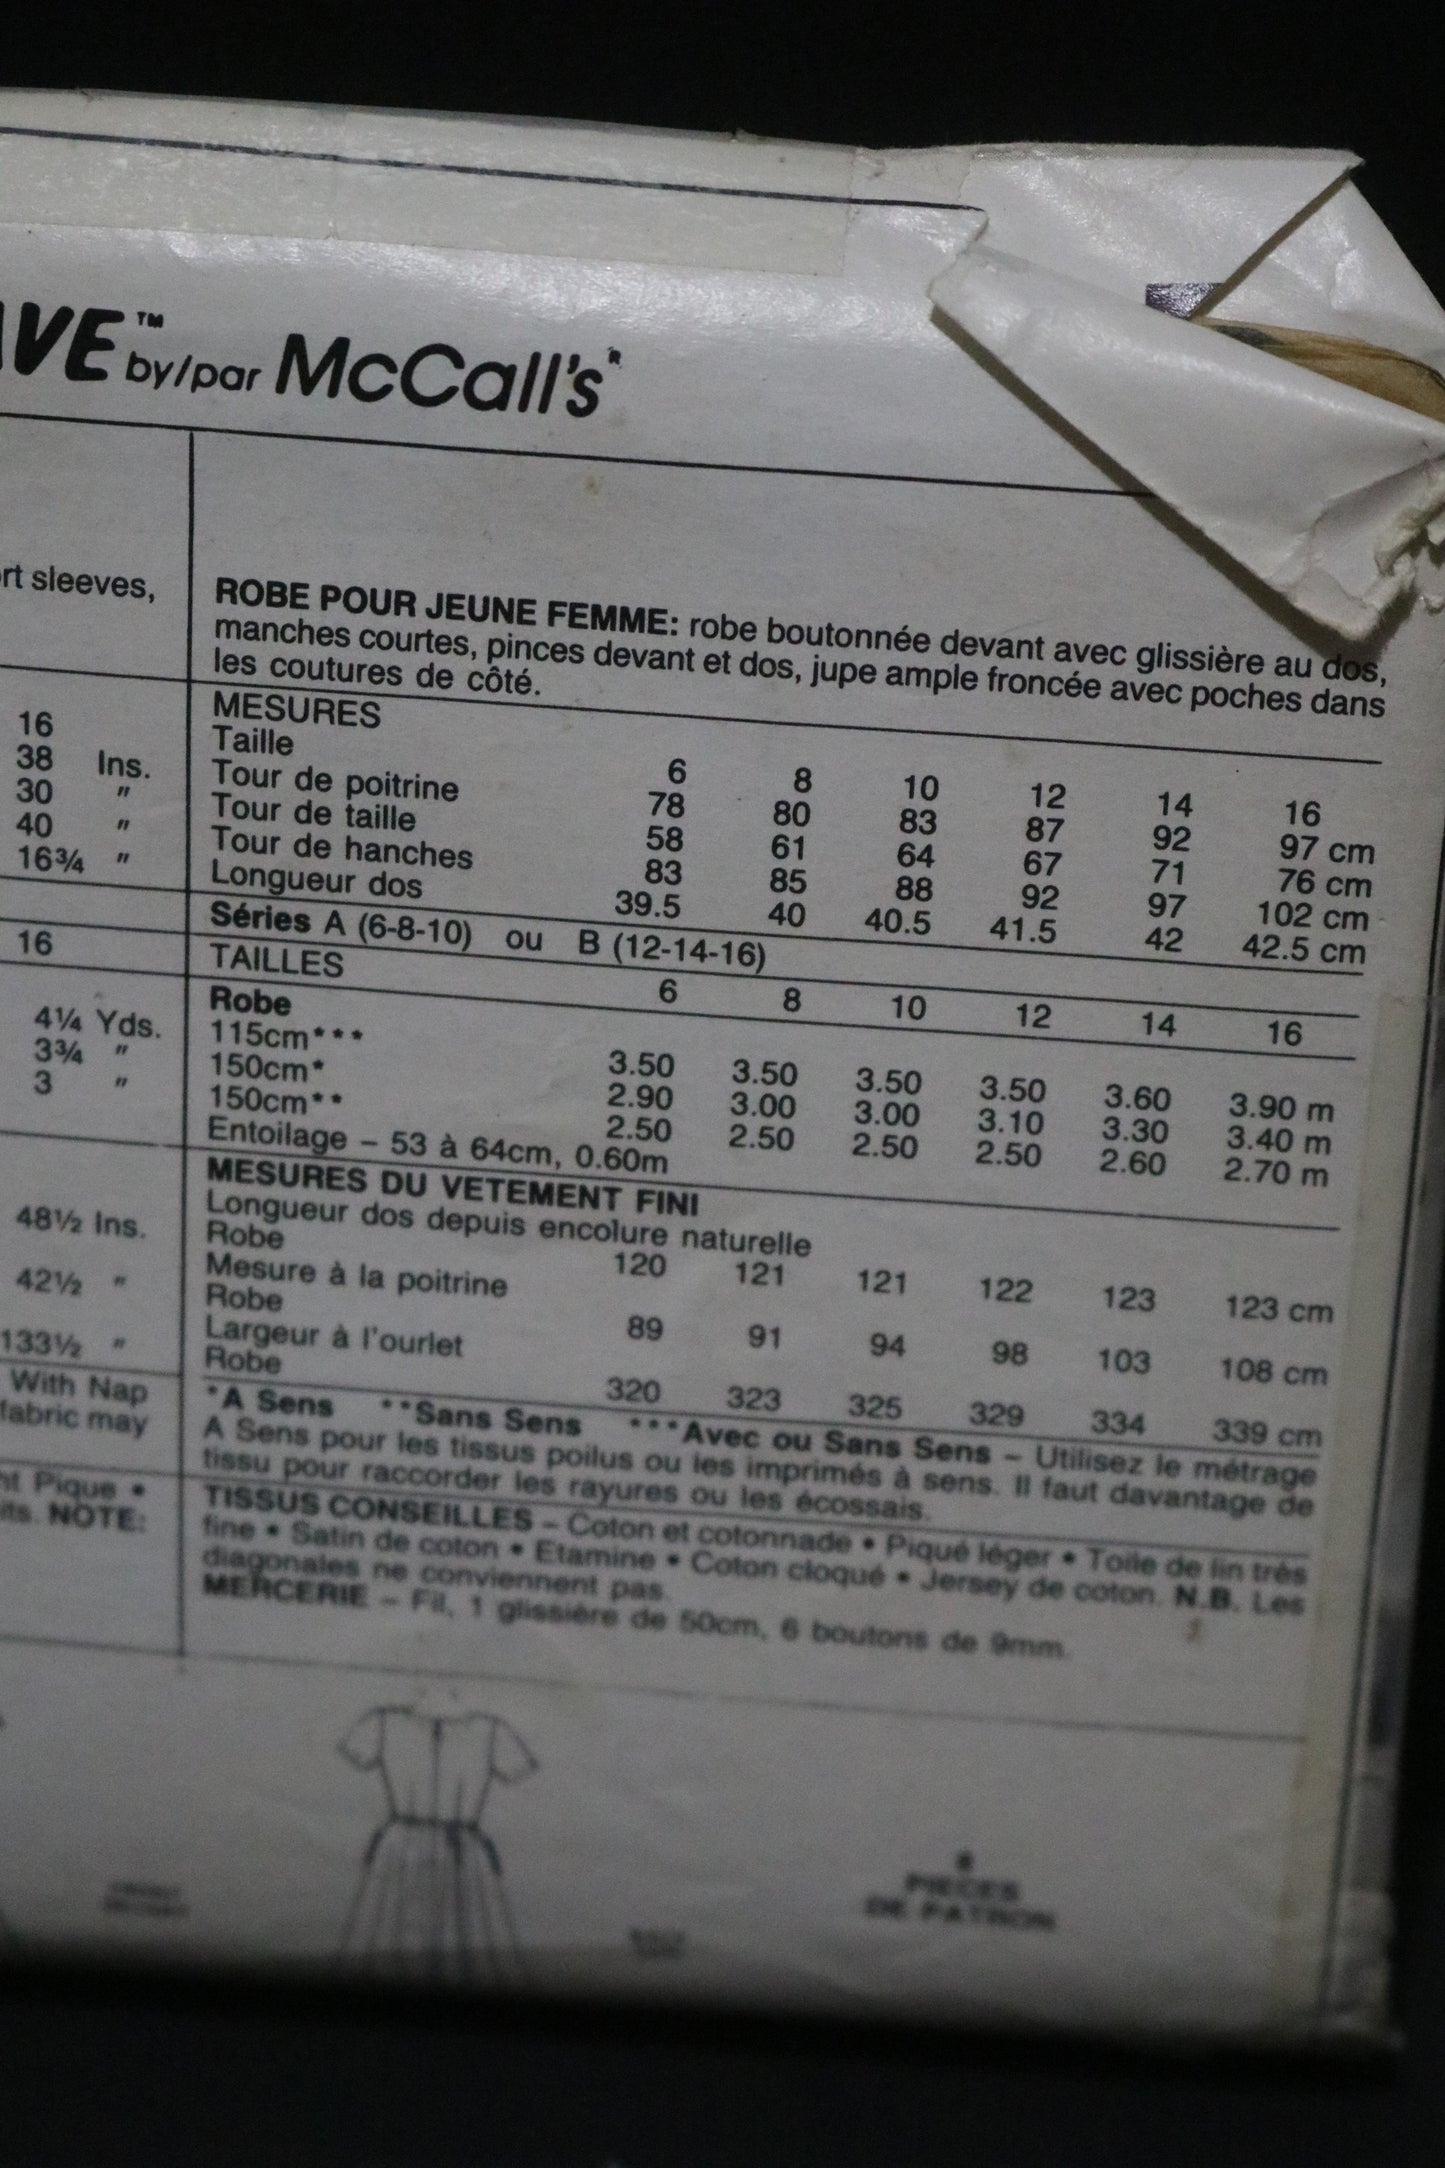 AVE™ by/par McCall's
rt sleeves,
16
38 Ins.
30 "
40 "
16¾ "
16
4¼ Yds.
3¾ "
3 "
48½ Ins.
42½ "
133½ "
With Nap
fabric may
Pique •
NOTE:
ROBE POUR JEUNE FEMME: robe boutonnée devant avec glissière au dos,
manches courtes, pinces devant et dos, jupe ample froncée avec poches dans
les coutures de côté.
MESURES
Taille 6 8 10 12 14 16
Tour de poitrine 78 80 83 87 92 97 cm
Tour de taille 58 61 64 67 71 76 cm
Tour de hanches 83 85 88 92 97 102 cm
Longueur dos 39.5 40 40.5 41.5 42 42.5 cm
Séries A (6-8-10) ou B (12-14-16)
TAILLES 6 8 10 12 14 16
Robe
115cm*** 3.50 3.50 3.50 3.50 3.60 3.90 m
150cm* 2.90 3.00 3.00 3.10 3.30 3.40 m
150cm** 2.50 2.50 2.50 2.50 2.60 2.70 m
Entoilage – 53 à 64cm, 0.60m
MESURES DU VETEMENT FINI
Longueur dos depuis encolure naturelle
Robe 120 121 121 122 123 123 cm
Mesure à la poitrine
Robe 89 91 94 98 103 108 cm
Largeur à l'ourlet
Robe 320 323 325 329 334 339 cm
*A Sens **Sans Sens ***Avec ou Sans Sens – Utilisez le métrage
A Sens pour les tissus poilus ou les imprimés à sens. Il faut davantage de
tissu pour raccorder les rayures ou les écossais.
TISSUS CONSEILLES – Coton et cotonnade • Piqué léger • Toile de lin très
fine • Satin de coton • Etamine • Coton cloqué • Jersey de coton. N.B. Les
diagonales ne conviennent pas.
MERCERIE – Fil, 1 glissière de 50cm, 6 boutons de 9mm.
PIECES
DE PATRON